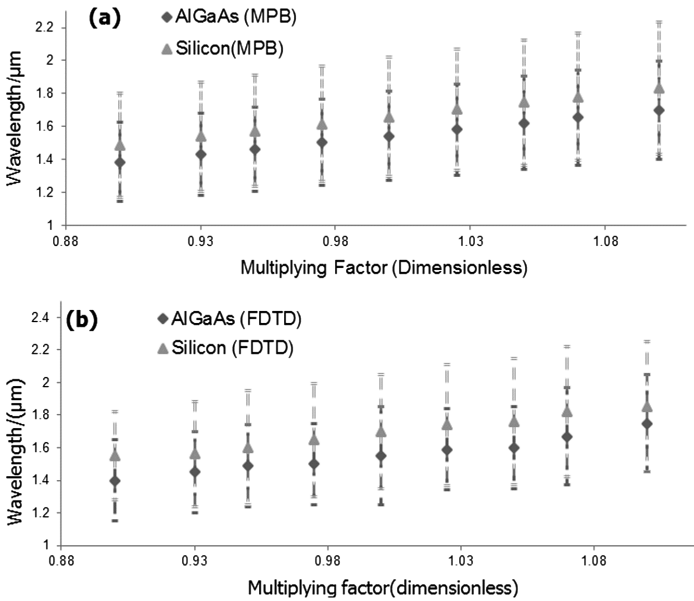 (a)
AlGaAs (MPB)
Silicon(MPB)
Wavelength/μm
2.2
2
1.8
1.6
1.4
1.2
1
0.88 0.93 0.98 1.03 1.08
Multiplying Factor (Dimensionless)
(b)
AlGaAs (FDTD)
Silicon (FDTD)
Wavelength/(μm)
2.4
2.2
2
1.8
1.6
1.4
1.2
1
0.88 0.93 0.98 1.03 1.08
Multiplying factor(dimensionless)